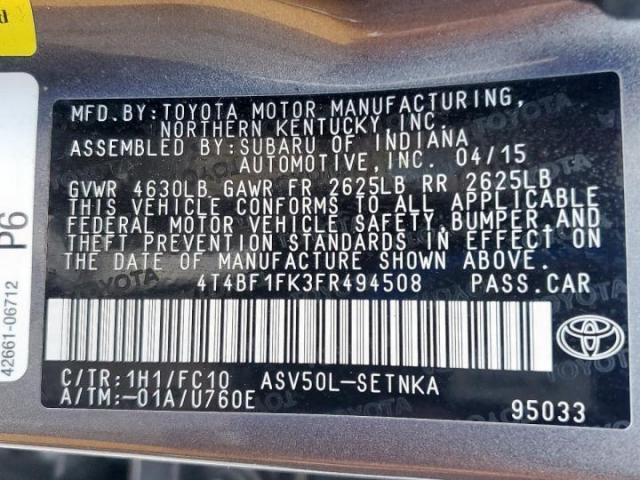 MFD.BY:TOYOTA MOTOR MANUFACTURING,
NORTHERN KENTUCKY,INC.
ASSEMBLED BY:SUBARU OF INDIANA
AUTOMOTIVE,INC. 04/15
GVWR 4630LB GAWR FR 2625LB RR 2625LB
THIS VEHICLE CONFORMS TO ALL APPLICABLE
FEDERAL MOTOR VEHICLE SAFETY,BUMPER,AND
THEFT PREVENTION STANDARDS IN EFFECT ON
THE DATE OF MANUFACTURE SHOWN ABOVE.
4T4BF1FK3FR494508 PASS.CAR
C/TR:1H1/FC10 ASV50L-SETNKA
A/TM:-01A/U760E 95033
TOYOTA
P6
42661-06712